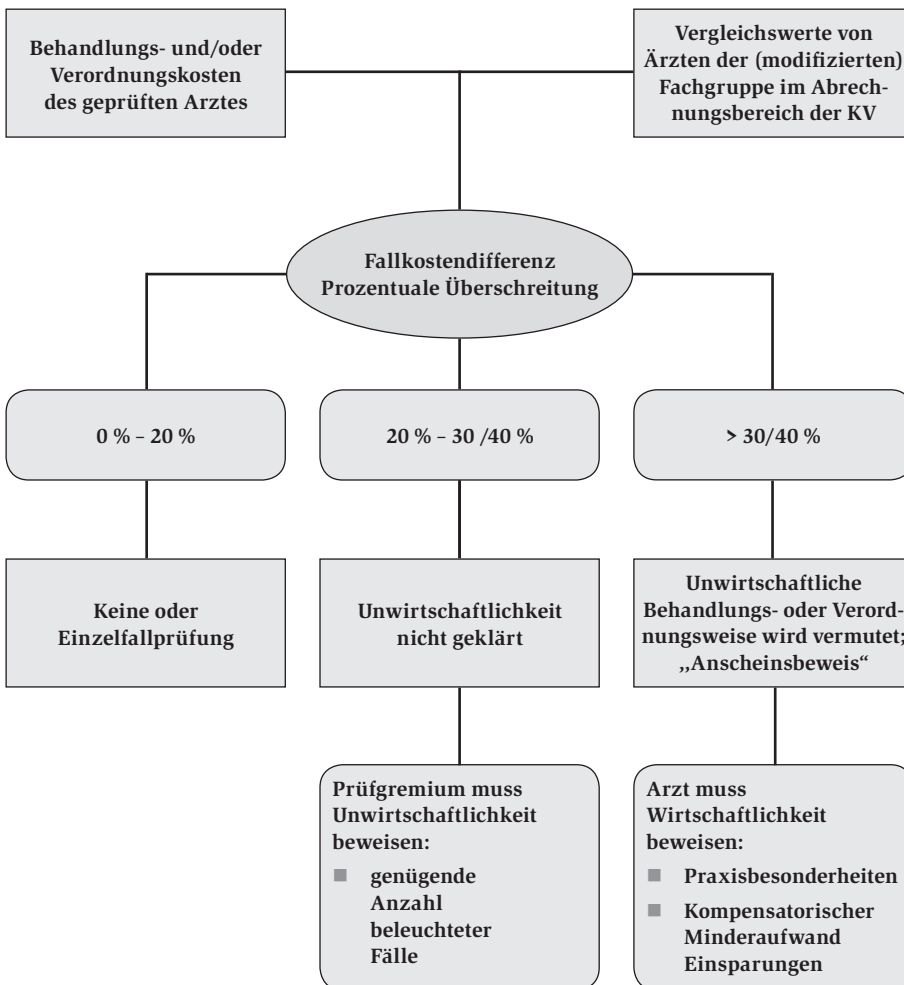 Behandlungs- und/oder
Verordnungskosten
des geprüften Arztes
Vergleichswerte von
Ärzten der (modifizierten)
Fachgruppe im Abrech-
nungsbereich der KV
Fallkostendifferenz
Prozentuale Überschreitung
0 % – 20 %
20 % – 30 /40 %
> 30/40 %
Keine oder
Einzelfallprüfung
Unwirtschaftlichkeit
nicht geklärt
Unwirtschaftliche
Behandlungs- oder Verord-
nungsweise wird vermutet;
„Anscheinsbeweis“
Prüfgremium muss
Unwirtschaftlichkeit
beweisen:
genügende
Anzahl
beleuchteter
Fälle
Arzt muss
Wirtschaftlichkeit
beweisen:
Praxisbesonderheiten
Kompensatorischer
Minderaufwand
Einsparungen